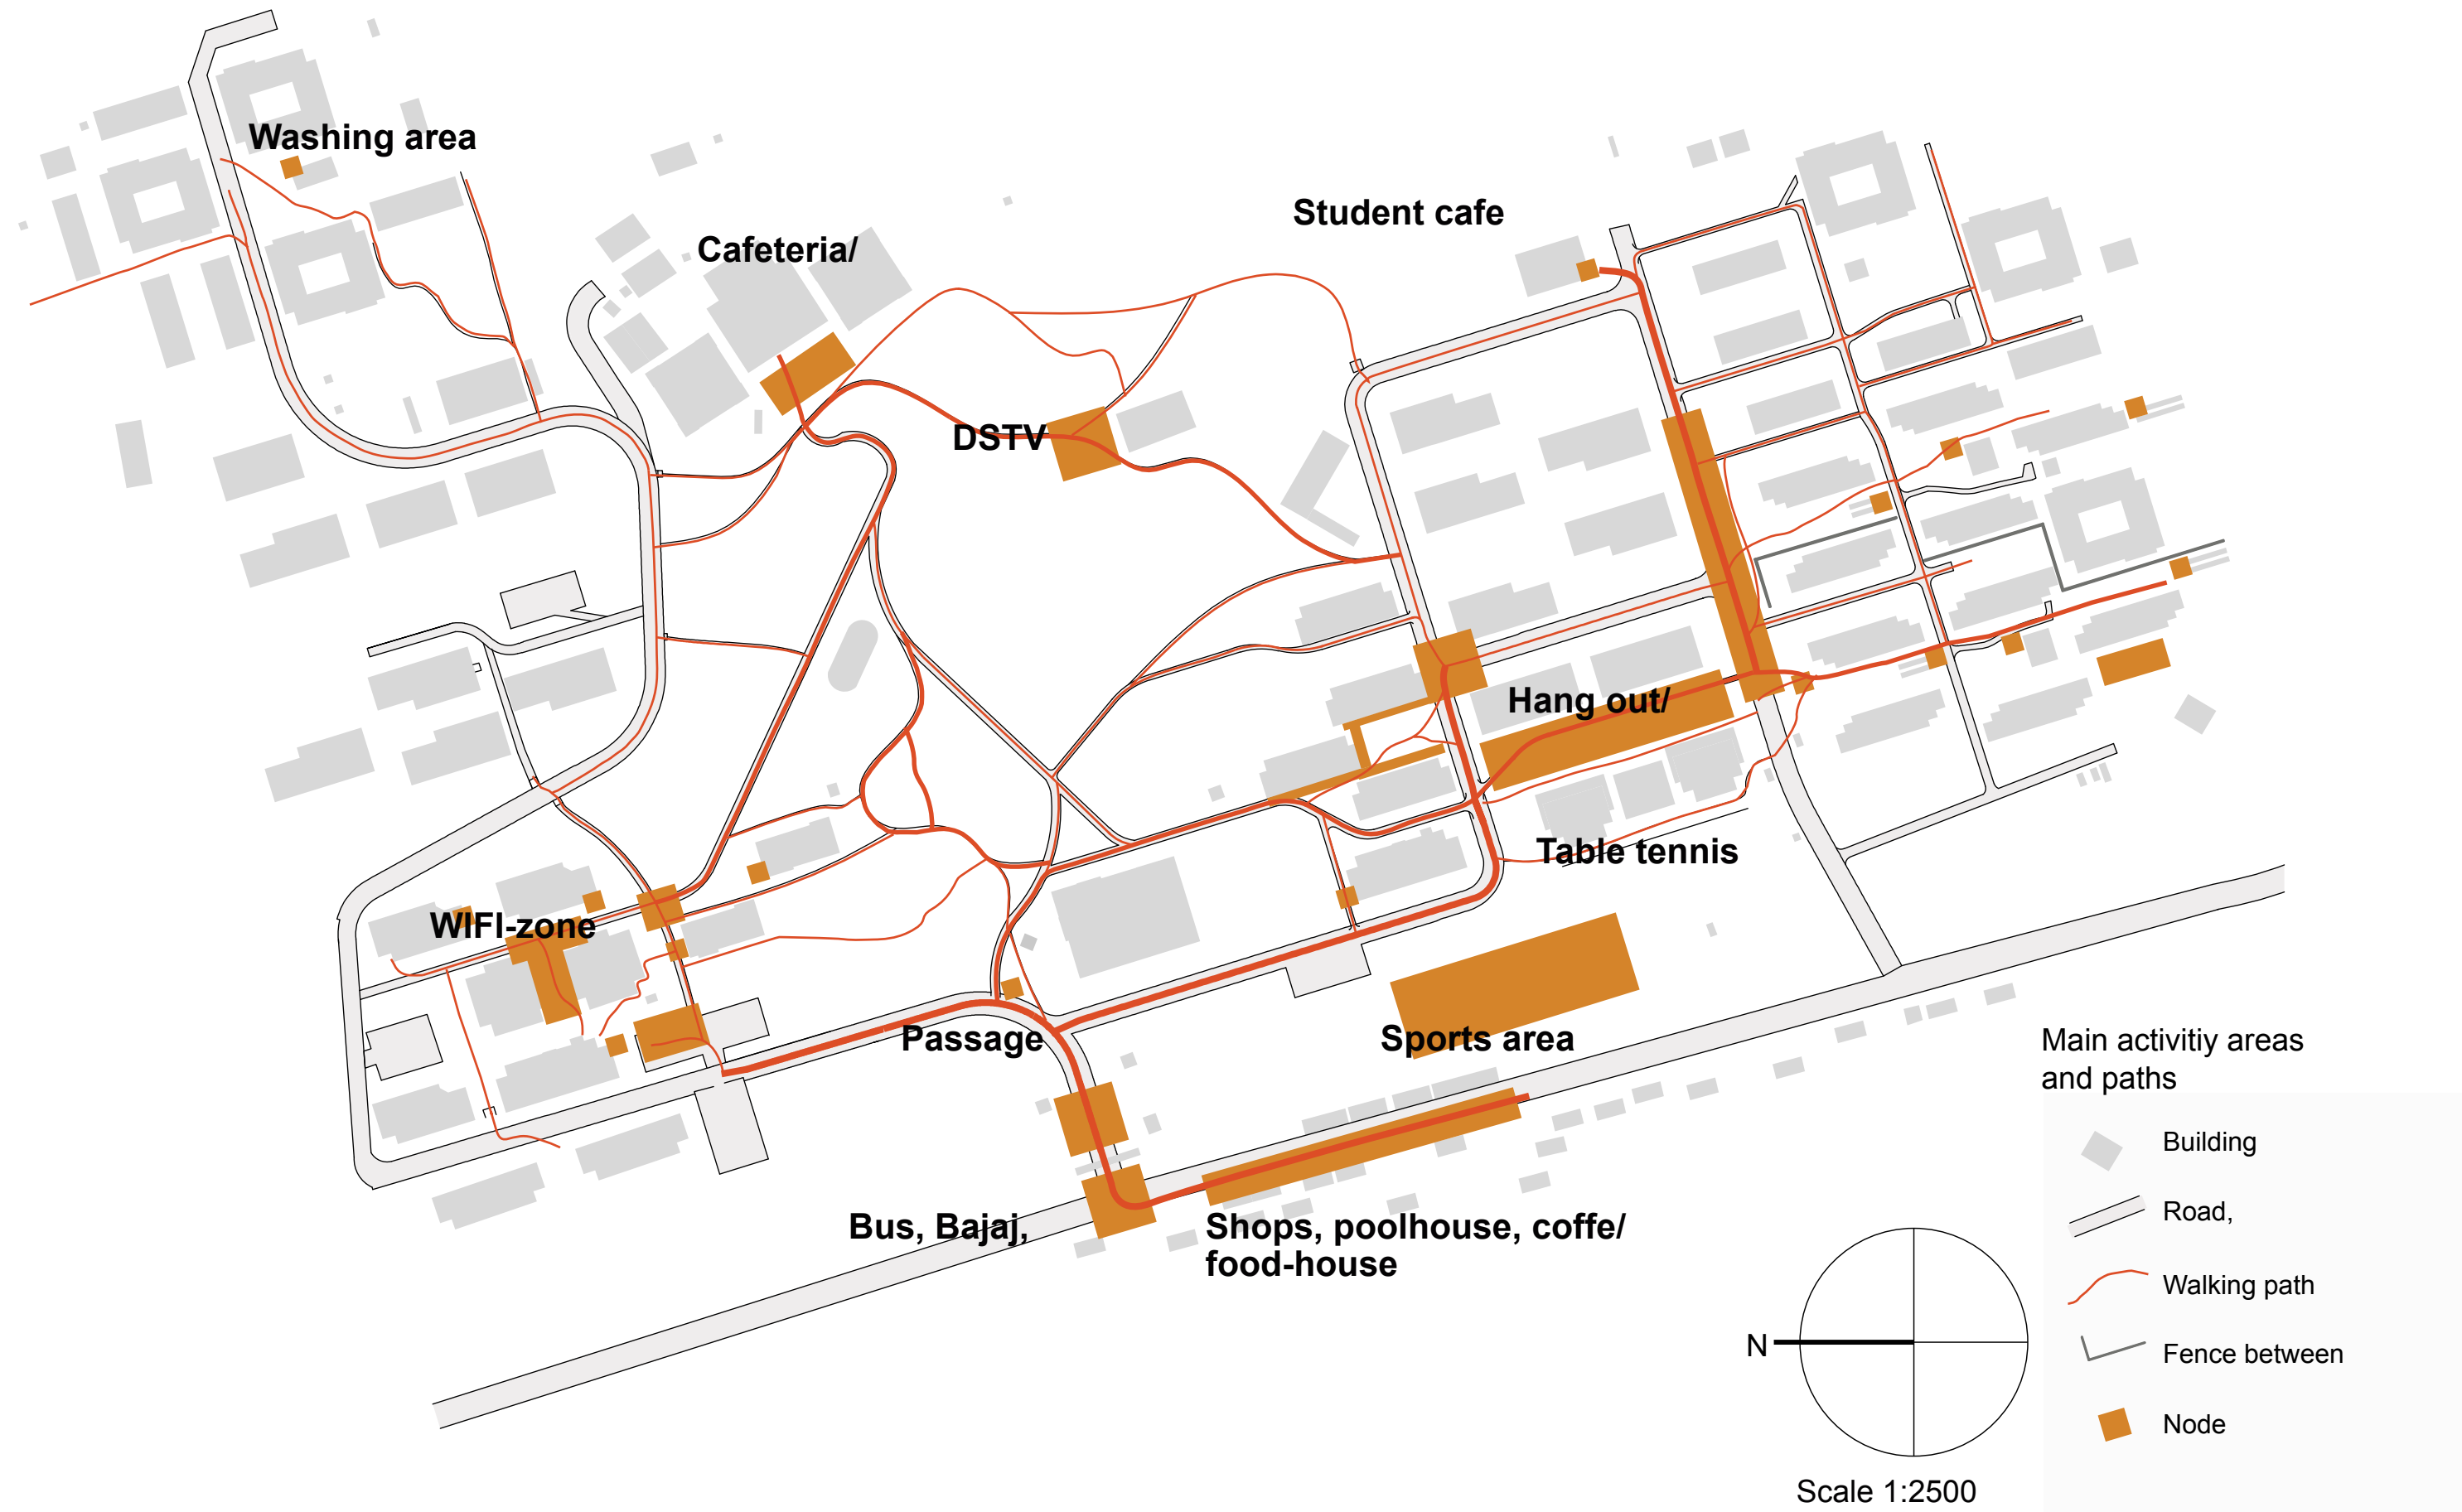 Washing area
Cafeteria/
Student cafe
DSTV
Hang out/
Table tennis
WIFI-zone
Passage
Sports area
Bus, Bajaj,
Shops, poolhouse, coffe/
food-house
Main activitiy areas
and paths
Building
Road,
Walking path
Fence between
Node
N
Scale 1:2500